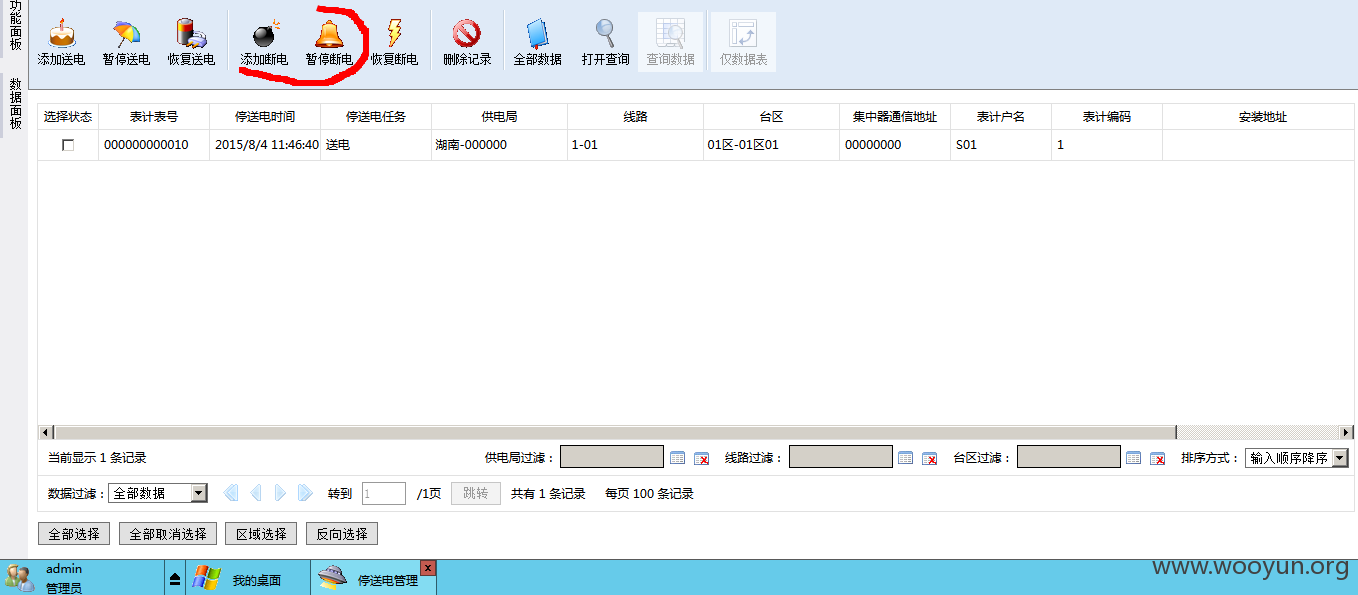 功能面板
数据面板
添加送电 暂停送电 恢复送电 添加断电 暂停断电 恢复断电 删除记录 全部数据 打开查询 查询数据 仅数据表
选择状态 表计表号 停送电时间 停送电任务 供电局 线路 台区 集中器通信地址 表计户名 表计编码 安装地址
000000000010 2015/8/4 11:46:40 送电 湖南-000000 1-01 01区-01区01 00000000 S01 1
当前显示 1 条记录 供电局过滤： 线路过滤： 台区过滤： 排序方式： 输入顺序降序
数据过滤： 全部数据 转到 1 /1页 跳转 共有 1 条记录 每页 100 条记录
全部选择 全部取消选择 区域选择 反向选择
admin
管理员
我的桌面
停送电管理
x
www.wooyun.org